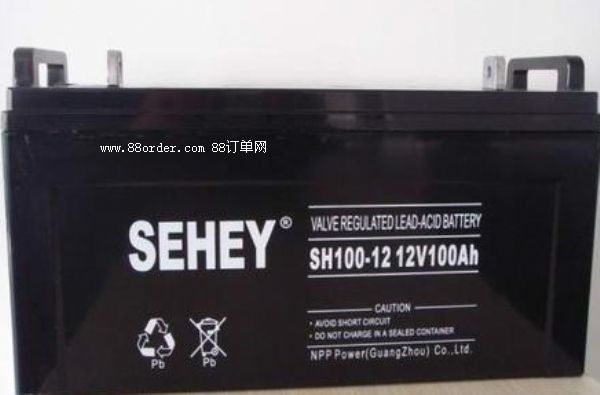 www.88order.com 88订单网
SEHEY®
VALVE REGULATED LEAD-ACID BATTERY
SH100-12 12V100Ah
CAUTION
• AVOID SHORT CIRCUIT
• DO NOT CHARGE IN A SEALED CONTAINER
NPP Power(GuangZhou) Co.,Ltd.
Pb
Pb